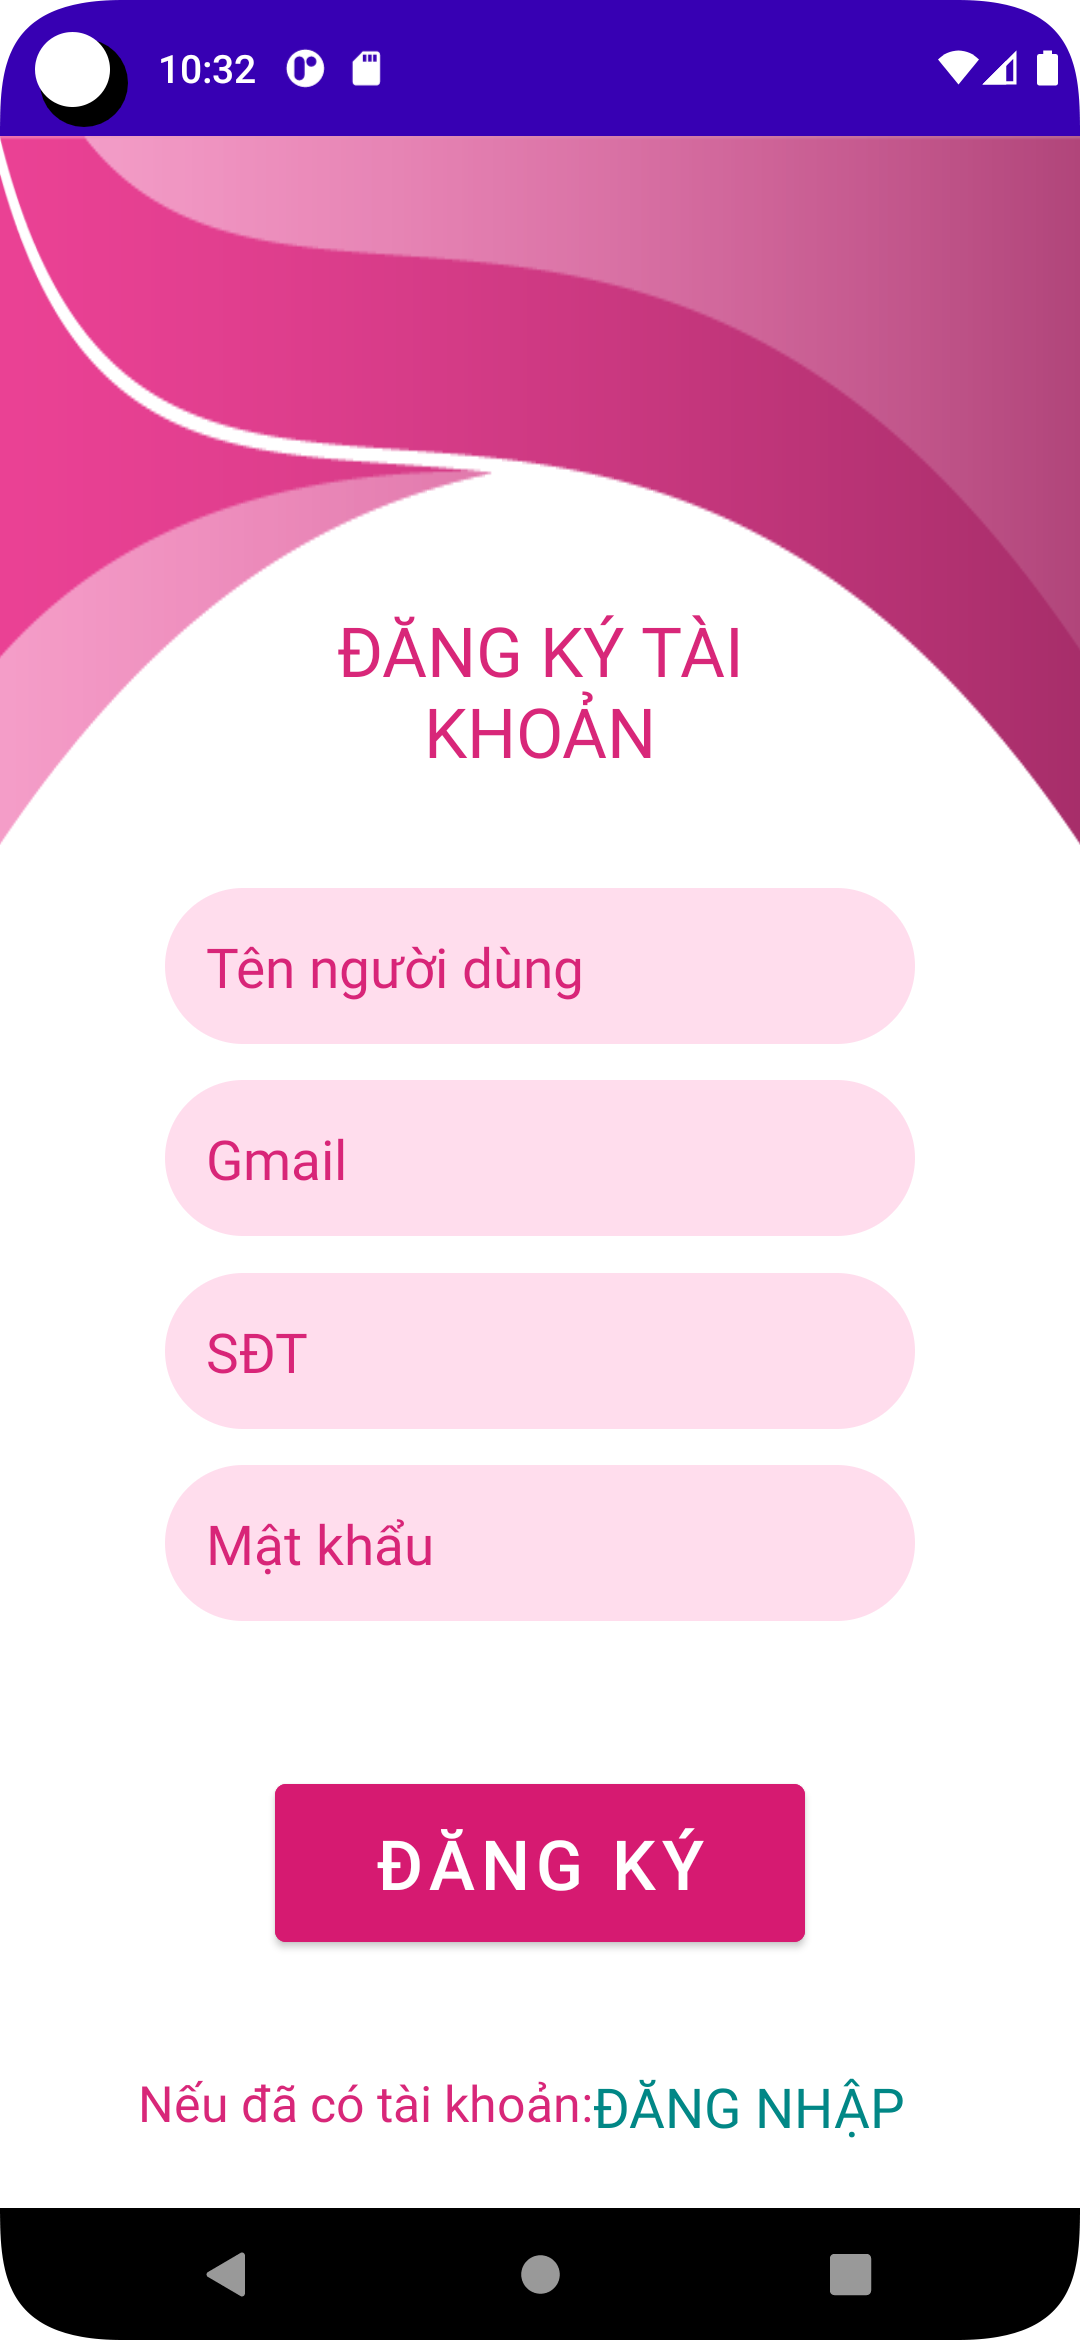 10:32
ĐĂNG KÝ TÀI
KHOẢN
Tên người dùng
Gmail
SĐT
Mật khẩu
ĐĂNG KÝ
Nếu đã có tài khoản:ĐĂNG NHẬP